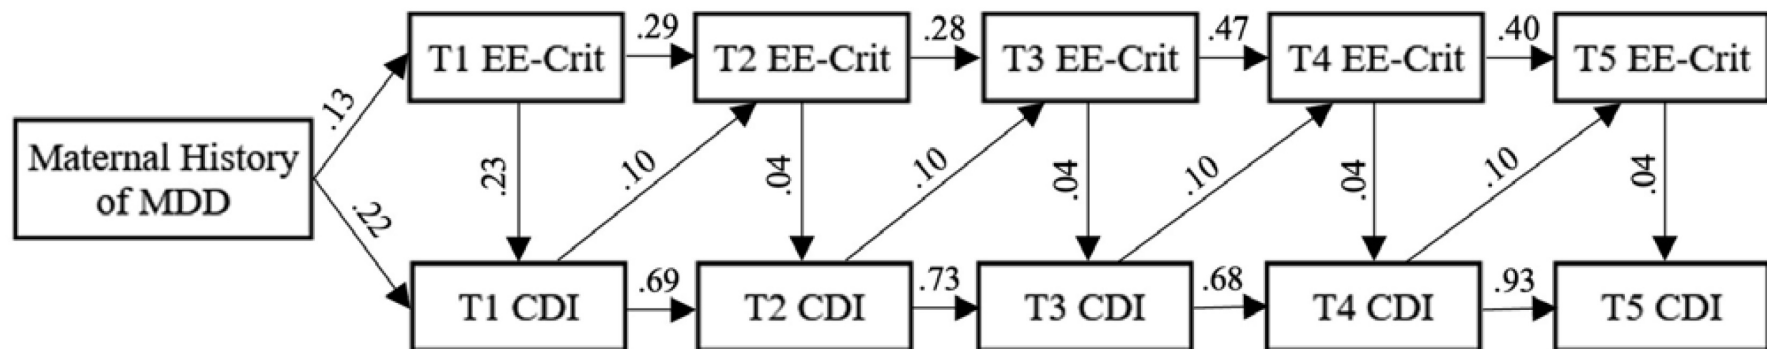 T1 EE-Crit .29 T2 EE-Crit .28 T3 EE-Crit .47 T4 EE-Crit .40 T5 EE-Crit
.13
Maternal History
of MDD
.22
.23 .10 .04 .10 .04 .10 .04 .10 .04
T1 CDI .69 T2 CDI .73 T3 CDI .68 T4 CDI .93 T5 CDI